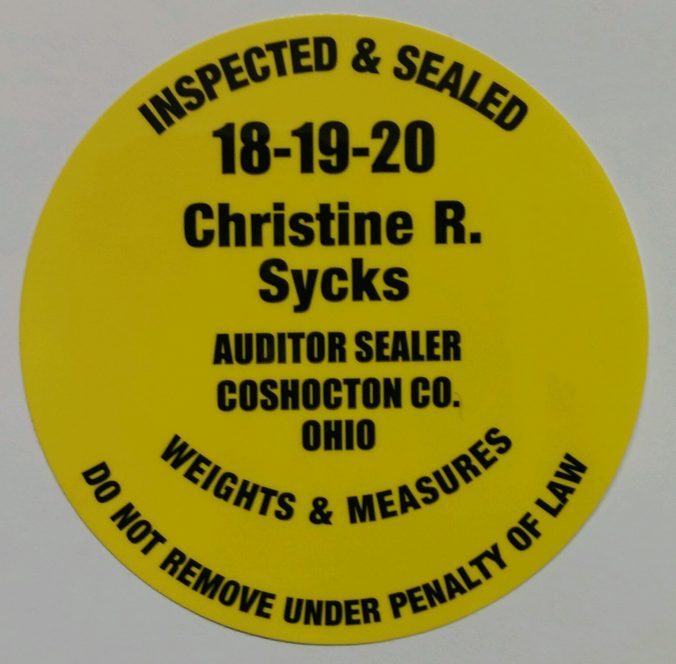 INSPECTED & SEALED
18-19-20
Christine R.
Sycks
AUDITOR SEALER
COSHOCTON CO.
OHIO
WEIGHTS & MEASURES
DO NOT REMOVE UNDER PENALTY OF LAW